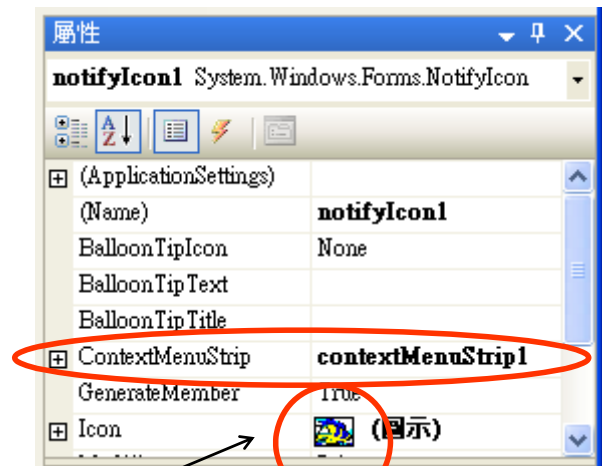 屬性
notifyIcon1 System.Windows.Forms.NotifyIcon
(ApplicationSettings)
(Name) notifyIcon1
BalloonTipIcon None
BalloonTipText
BalloonTipTitle
ContextMenuStrip contextMenuStrip1
GenerateMember True
Icon (圖示)